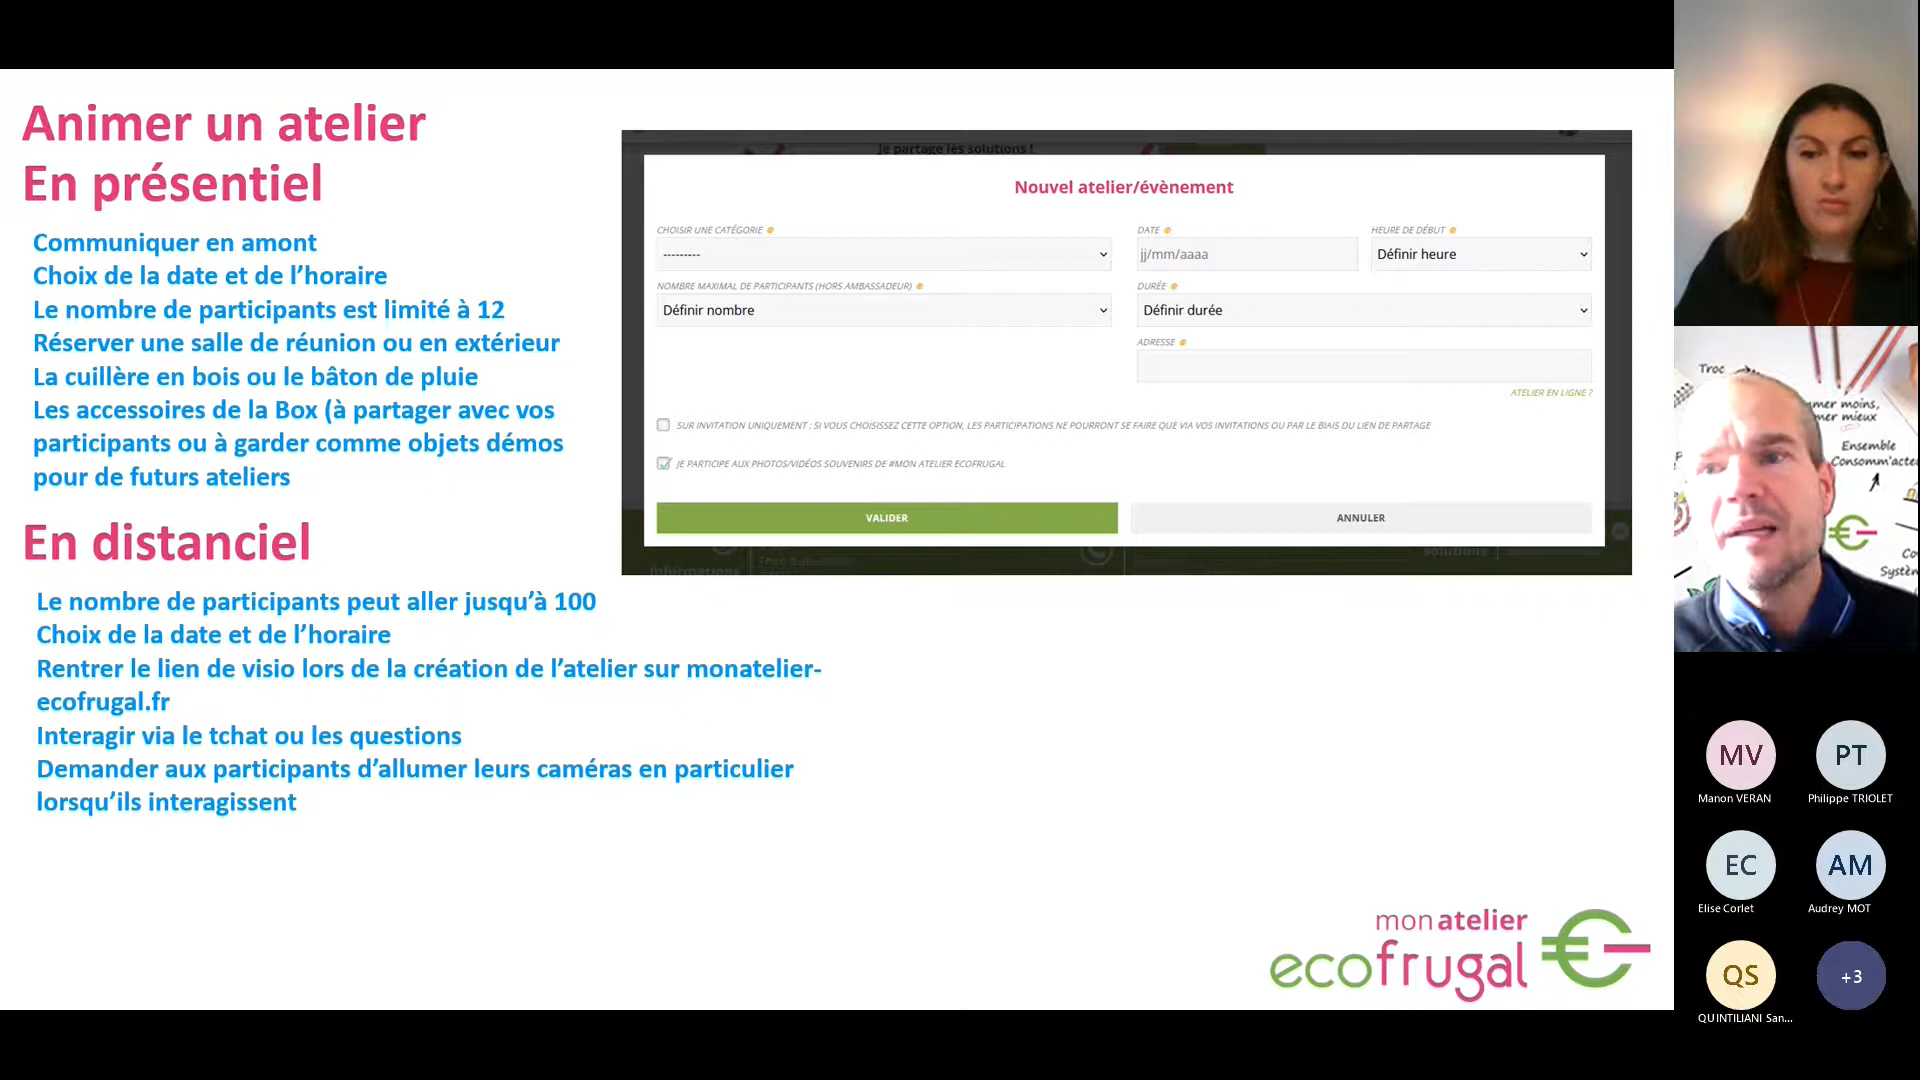 Animer un atelier
En présentiel
Communiquer en amont
Choix de la date et de l’horaire
Le nombre de participants est limité à 12
Réserver une salle de réunion ou en extérieur
La cuillère en bois ou le bâton de pluie
Les accessoires de la Box (à partager avec vos
participants ou à garder comme objets démos
pour de futurs ateliers
En distanciel
Le nombre de participants peut aller jusqu’à 100
Choix de la date et de l’horaire
Rentrer le lien de visio lors de la création de l’atelier sur monatelier-
ecofrugal.fr
Interagir via le tchat ou les questions
Demander aux participants d’allumer leurs caméras en particulier
lorsqu’ils interagissent
Je partage les solutions !
Nouvel atelier/évènement
CHOISIR UNE CATÉGORIE
---------
DATE
jj/mm/aaaa
HEURE DE DÉBUT
Définir heure
NOMBRE MAXIMAL DE PARTICIPANTS (HORS AMBASSADEUR)
Définir nombre
DURÉE
Définir durée
ADRESSE
ATELIER EN LIGNE ?
SUR INVITATION UNIQUEMENT : SI VOUS CHOISISSEZ CETTE OPTION, LES PARTICIPATIONS NE POURRONT SE FAIRE QUE VIA VOS INVITATIONS OU PAR LE BIAIS DU LIEN DE PARTAGE
JE PARTICIPE AUX PHOTOS/VIDÉOS SOUVENIRS DE #MON ATELIER ECOFRUGAL
VALIDER
ANNULER
informations
solutions
mon atelier
ecofrugal
Troc
mer moins,
mer mieux
Ensemble
Consomm'acte
Co
Systèm
MV
Manon VERAN
PT
Philippe TRIOLET
EC
Elise Corlet
AM
Audrey MOT
QS
QUINTILIANI San...
+3